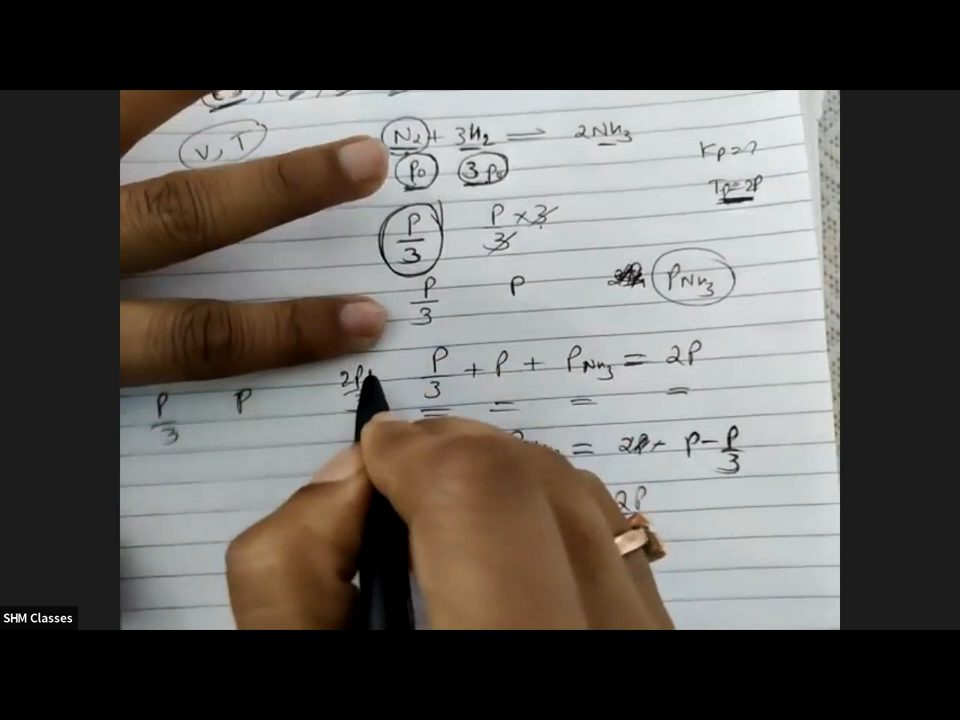 V, T N₂ + 3H₂ ⇌ 2NH₃ Kp=?
P₀ 3P₀ Tp=2P
P/3 P/3 × 3
P/3 P PNH₃
P/3 + P + PNH₃ = 2P
P/3 P 2P
= 2P - P - P/3
2P
SHM Classes